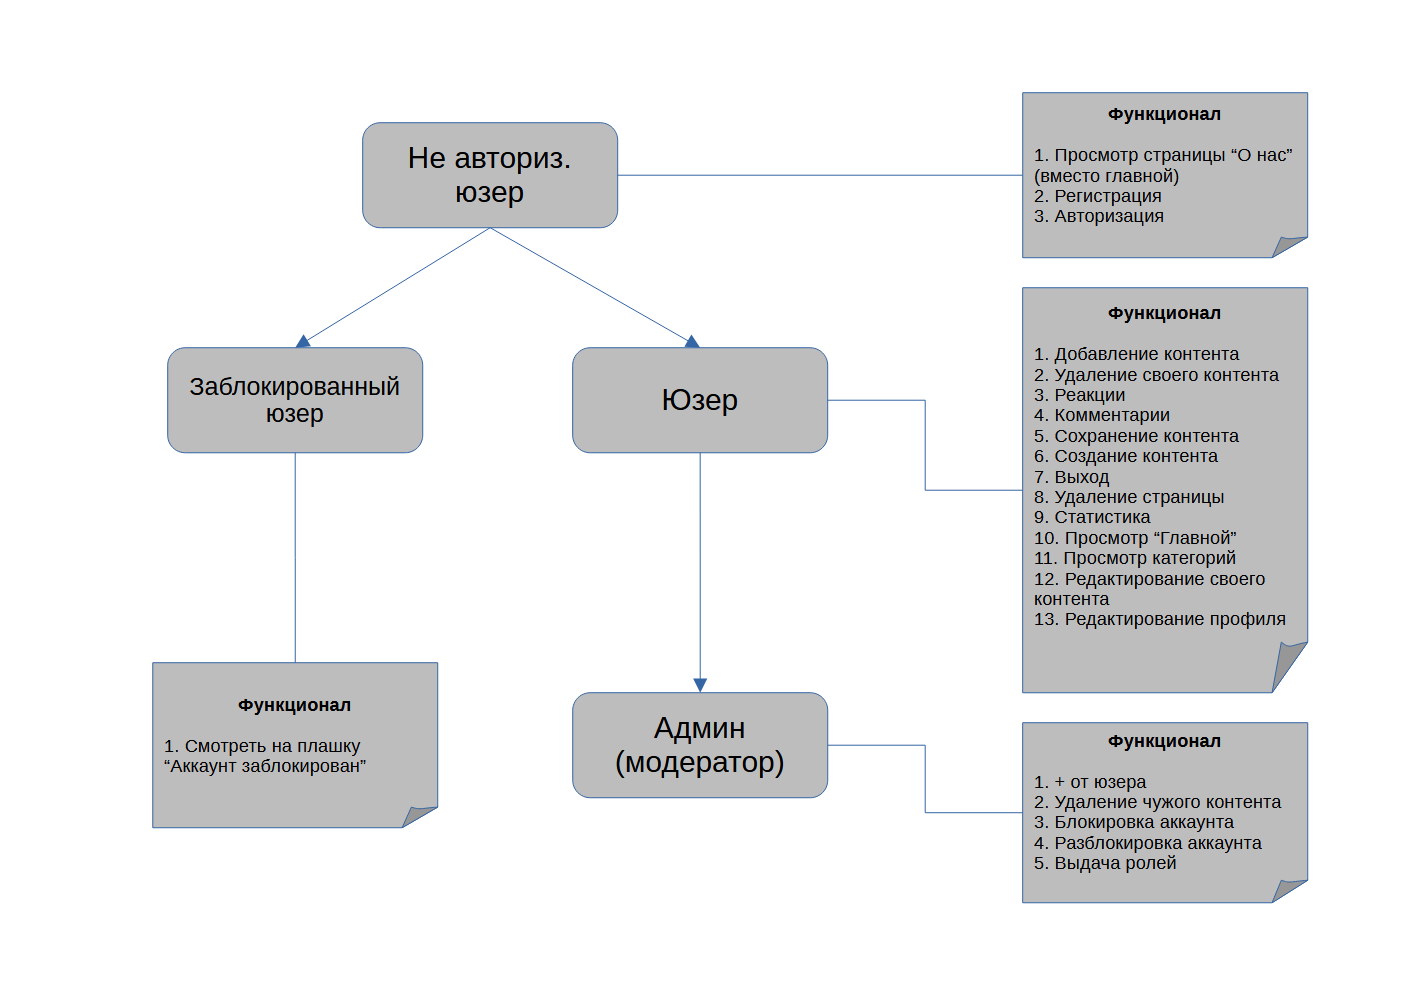 Не авториз.
юзер
Функционал
1. Просмотр страницы “О нас”
(вместо главной)
2. Регистрация
3. Авторизация
Заблокированный
юзер
Юзер
Функционал
1. Добавление контента
2. Удаление своего контента
3. Реакции
4. Комментарии
5. Сохранение контента
6. Создание контента
7. Выход
8. Удаление страницы
9. Статистика
10. Просмотр “Главной”
11. Просмотр категорий
12. Редактирование своего
контента
13. Редактирование профиля
Функционал
1. Смотреть на плашку
“Аккаунт заблокирован”
Админ
(модератор)
Функционал
1. + от юзера
2. Удаление чужого контента
3. Блокировка аккаунта
4. Разблокировка аккаунта
5. Выдача ролей